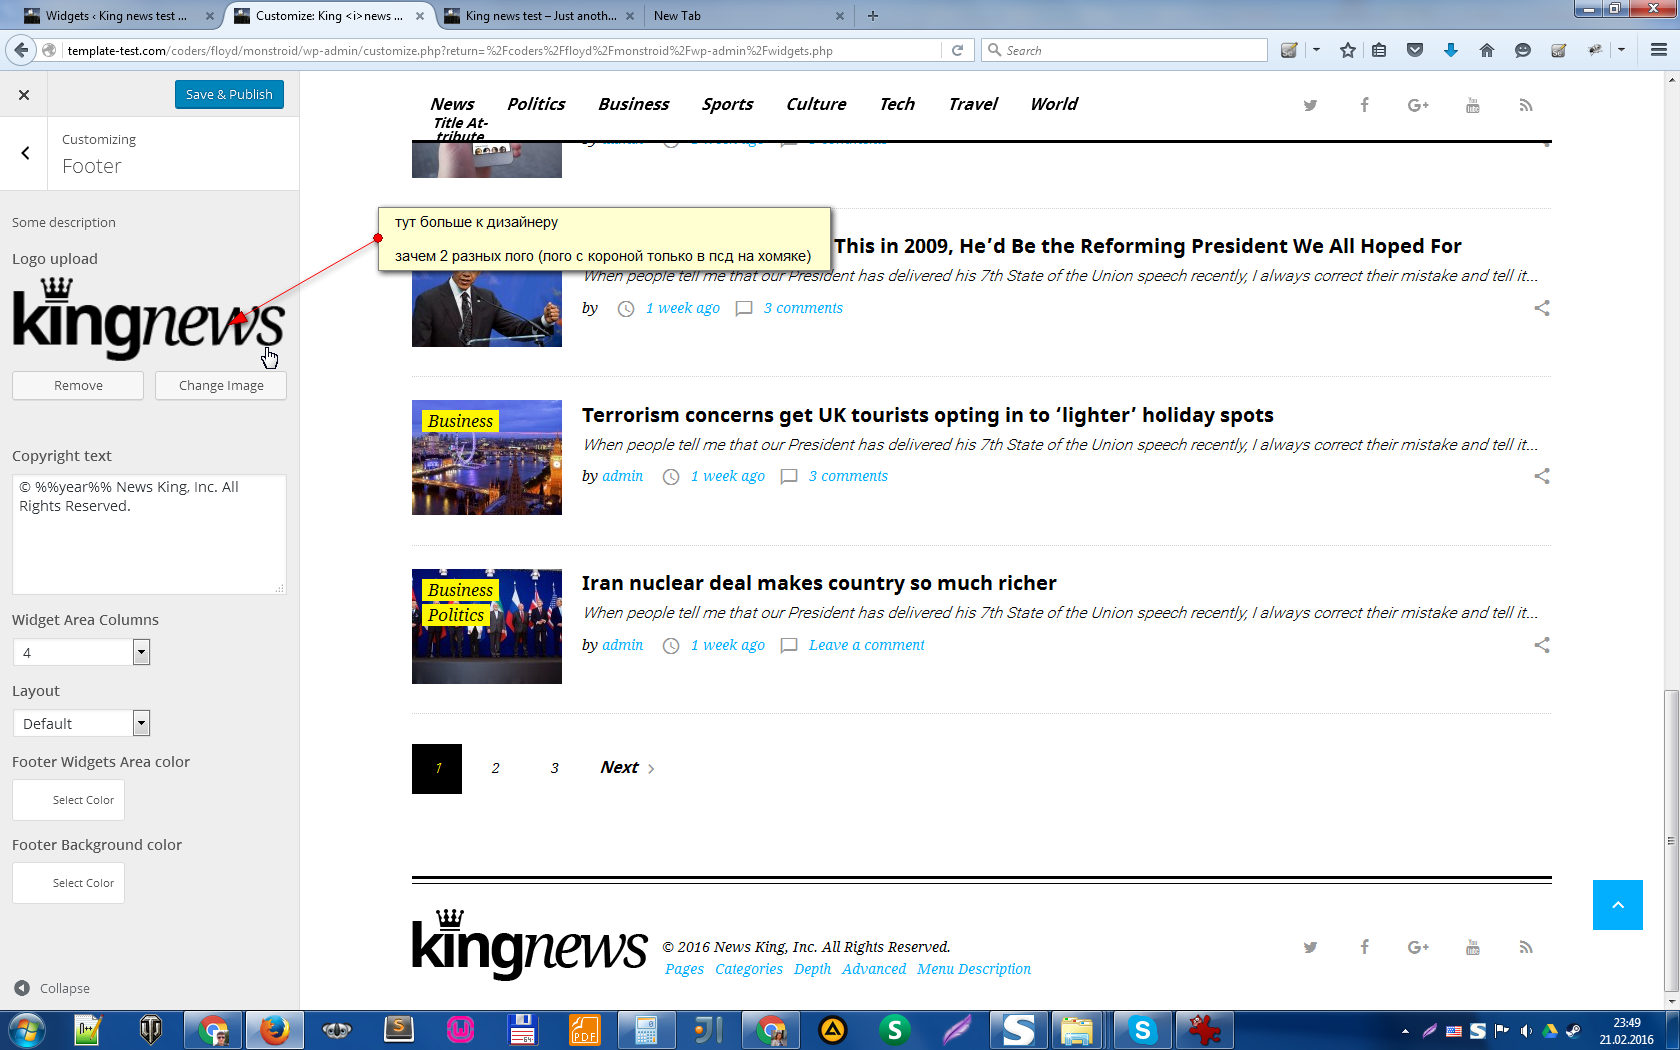 Widgets ‹ King news test ...
Customize: King <i>news ...
King news test – Just anoth...
New Tab
template-test.com/coders/floyd/monstroid/wp-admin/customize.php?return=%2Fcoders%2Ffloyd%2Fmonstroid%2Fwp-admin%2Fwidgets.php
Search
Save & Publish
Customizing
Footer
Some description
Logo upload
kingnews
Remove
Change Image
Copyright text
© %%year%% News King, Inc. All
Rights Reserved.
Widget Area Columns
4
Layout
Default
Footer Widgets Area color
Select Color
Footer Background color
Select Color
Collapse
News Politics Business Sports Culture Tech Travel World
Title At-
tribute
тут больше к дизайнеру
зачем 2 разных лого (лого с короной только в псд на хомяке)
This in 2009, He’d Be the Reforming President We All Hoped For
When people tell me that our President has delivered his 7th State of the Union speech recently, I always correct their mistake and tell it...
by 1 week ago 3 comments
Business
Terrorism concerns get UK tourists opting in to ‘lighter’ holiday spots
When people tell me that our President has delivered his 7th State of the Union speech recently, I always correct their mistake and tell it...
by admin 1 week ago 3 comments
Business
Politics
Iran nuclear deal makes country so much richer
When people tell me that our President has delivered his 7th State of the Union speech recently, I always correct their mistake and tell it...
by admin 1 week ago Leave a comment
1 2 3 Next
kingnews
© 2016 News King, Inc. All Rights Reserved.
Pages Categories Depth Advanced Menu Description
23:49
21.02.2016